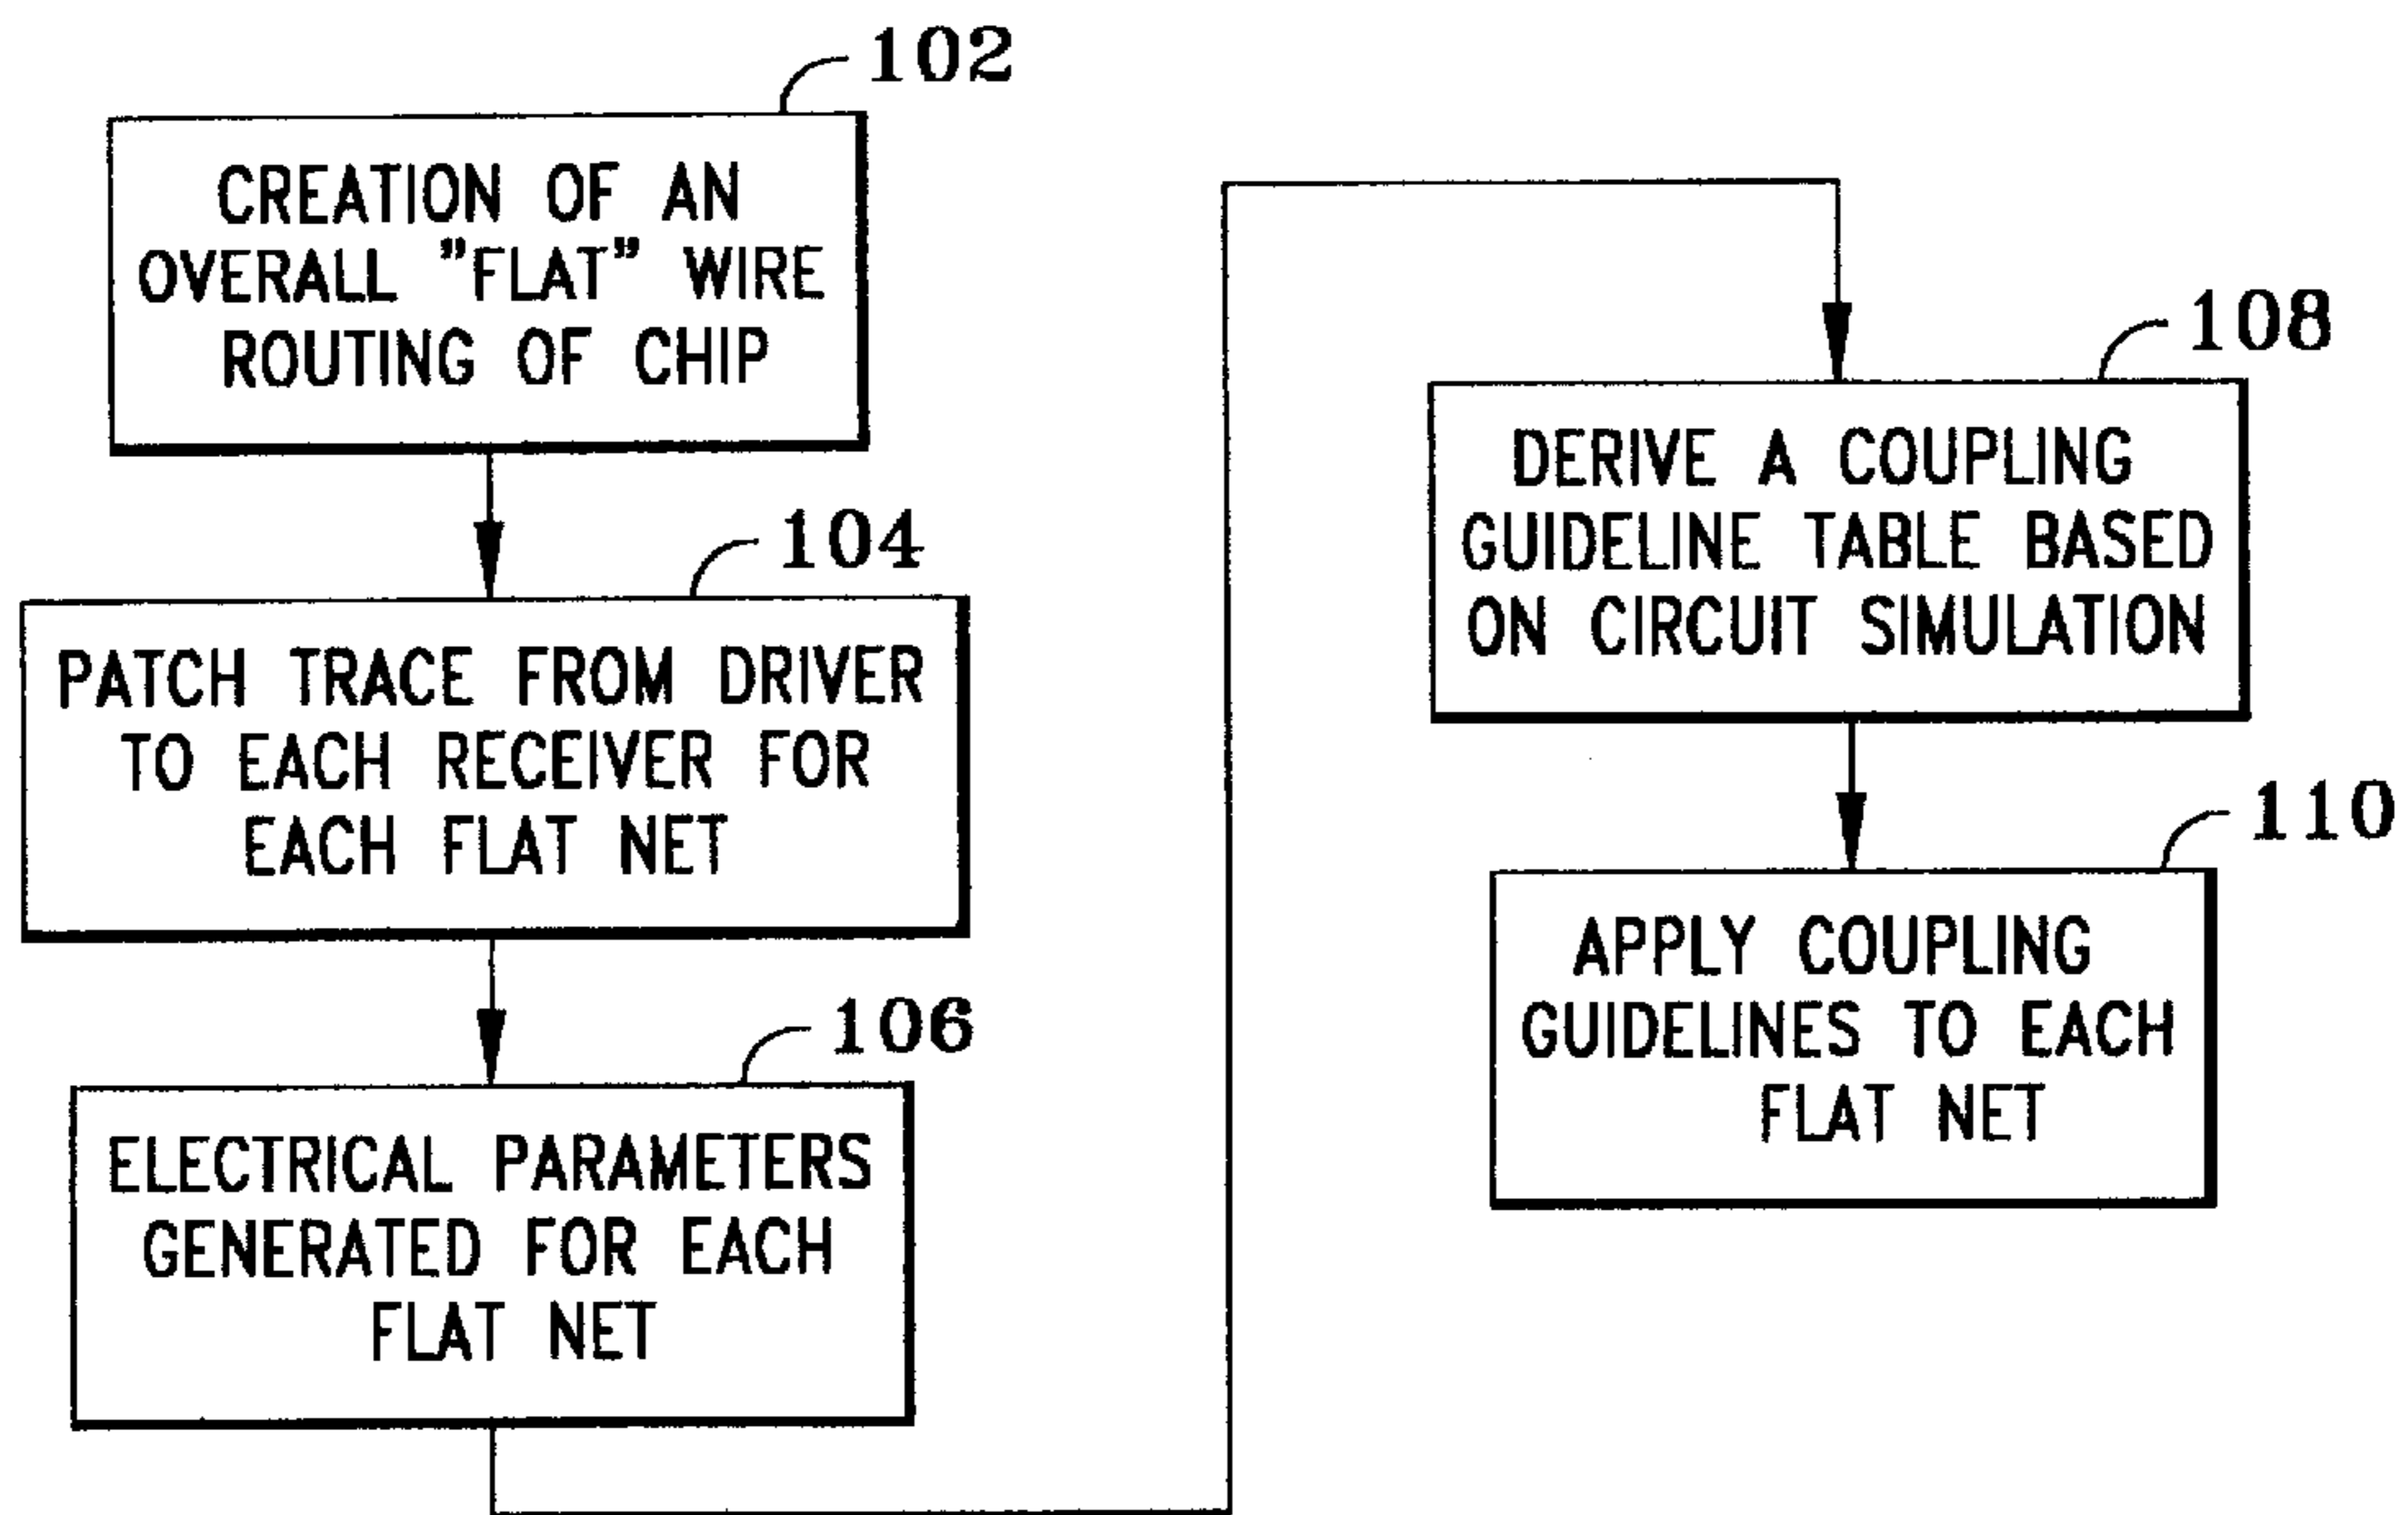 102
CREATION OF AN
OVERALL "FLAT" WIRE
ROUTING OF CHIP
104
PATCH TRACE FROM DRIVER
TO EACH RECEIVER FOR
EACH FLAT NET
106
ELECTRICAL PARAMETERS
GENERATED FOR EACH
FLAT NET
108
DERIVE A COUPLING
GUIDELINE TABLE BASED
ON CIRCUIT SIMULATION
110
APPLY COUPLING
GUIDELINES TO EACH
FLAT NET